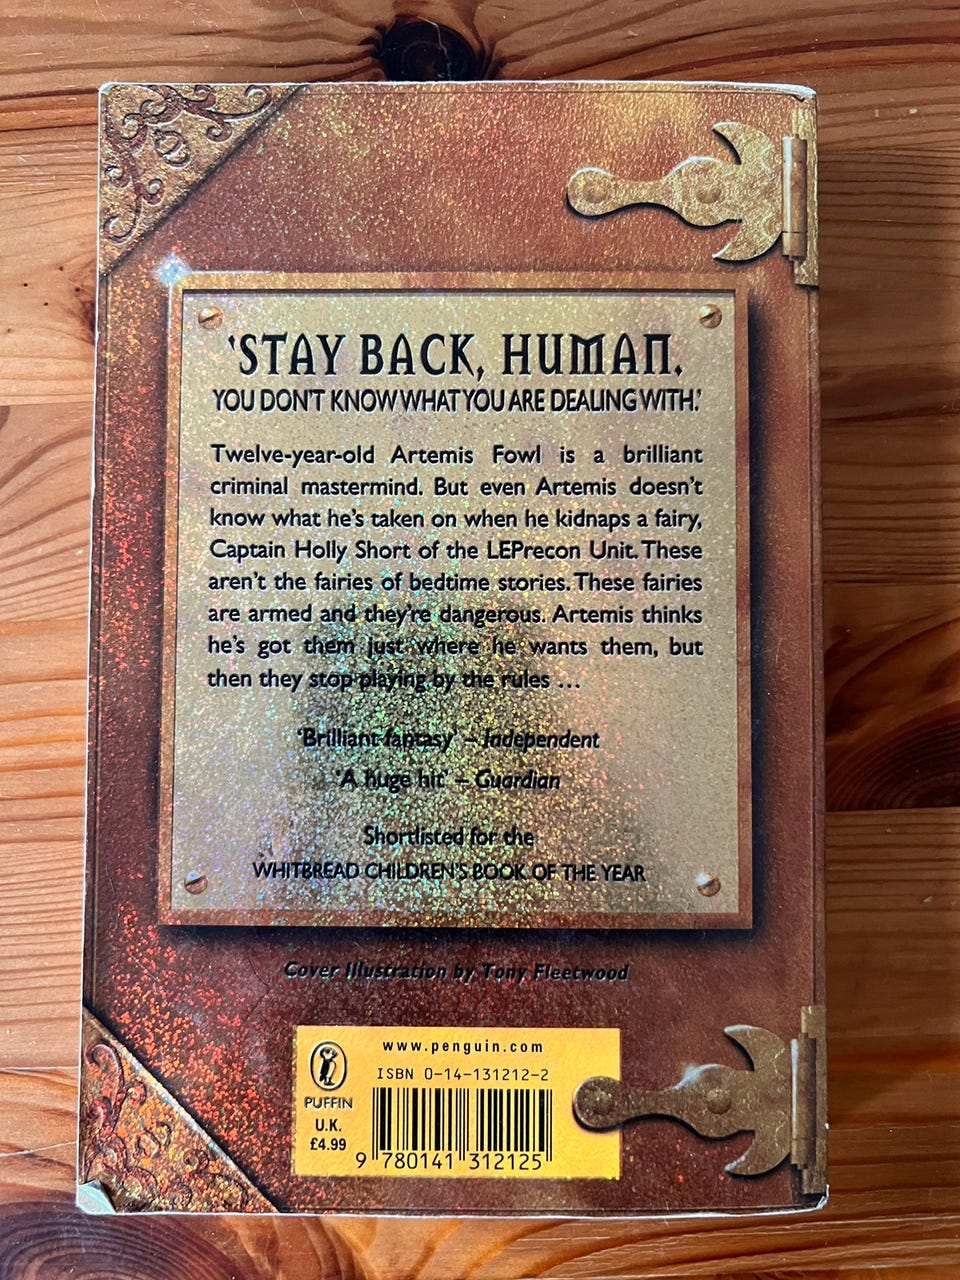 ‘STAY BACK, HUMAN.
YOU DON’T KNOW WHAT YOU ARE DEALING WITH.’
Twelve-year-old Artemis Fowl is a brilliant
criminal mastermind. But even Artemis doesn’t
know what he’s taken on when he kidnaps a fairy,
Captain Holly Short of the LEPrecon Unit. These
aren’t the fairies of bedtime stories. These fairies
are armed and they’re dangerous. Artemis thinks
he’s got them just where he wants them, but
then they stop playing by the rules ...
‘Brilliant fantasy’ – Independent
‘A huge hit’ – Guardian
Shortlisted for the
WHITBREAD CHILDREN’S BOOK OF THE YEAR
Cover Illustration by Tony Fleetwood
www.penguin.com
ISBN 0-14-131212-2
PUFFIN
U.K.
£4.99
9 780141 312125